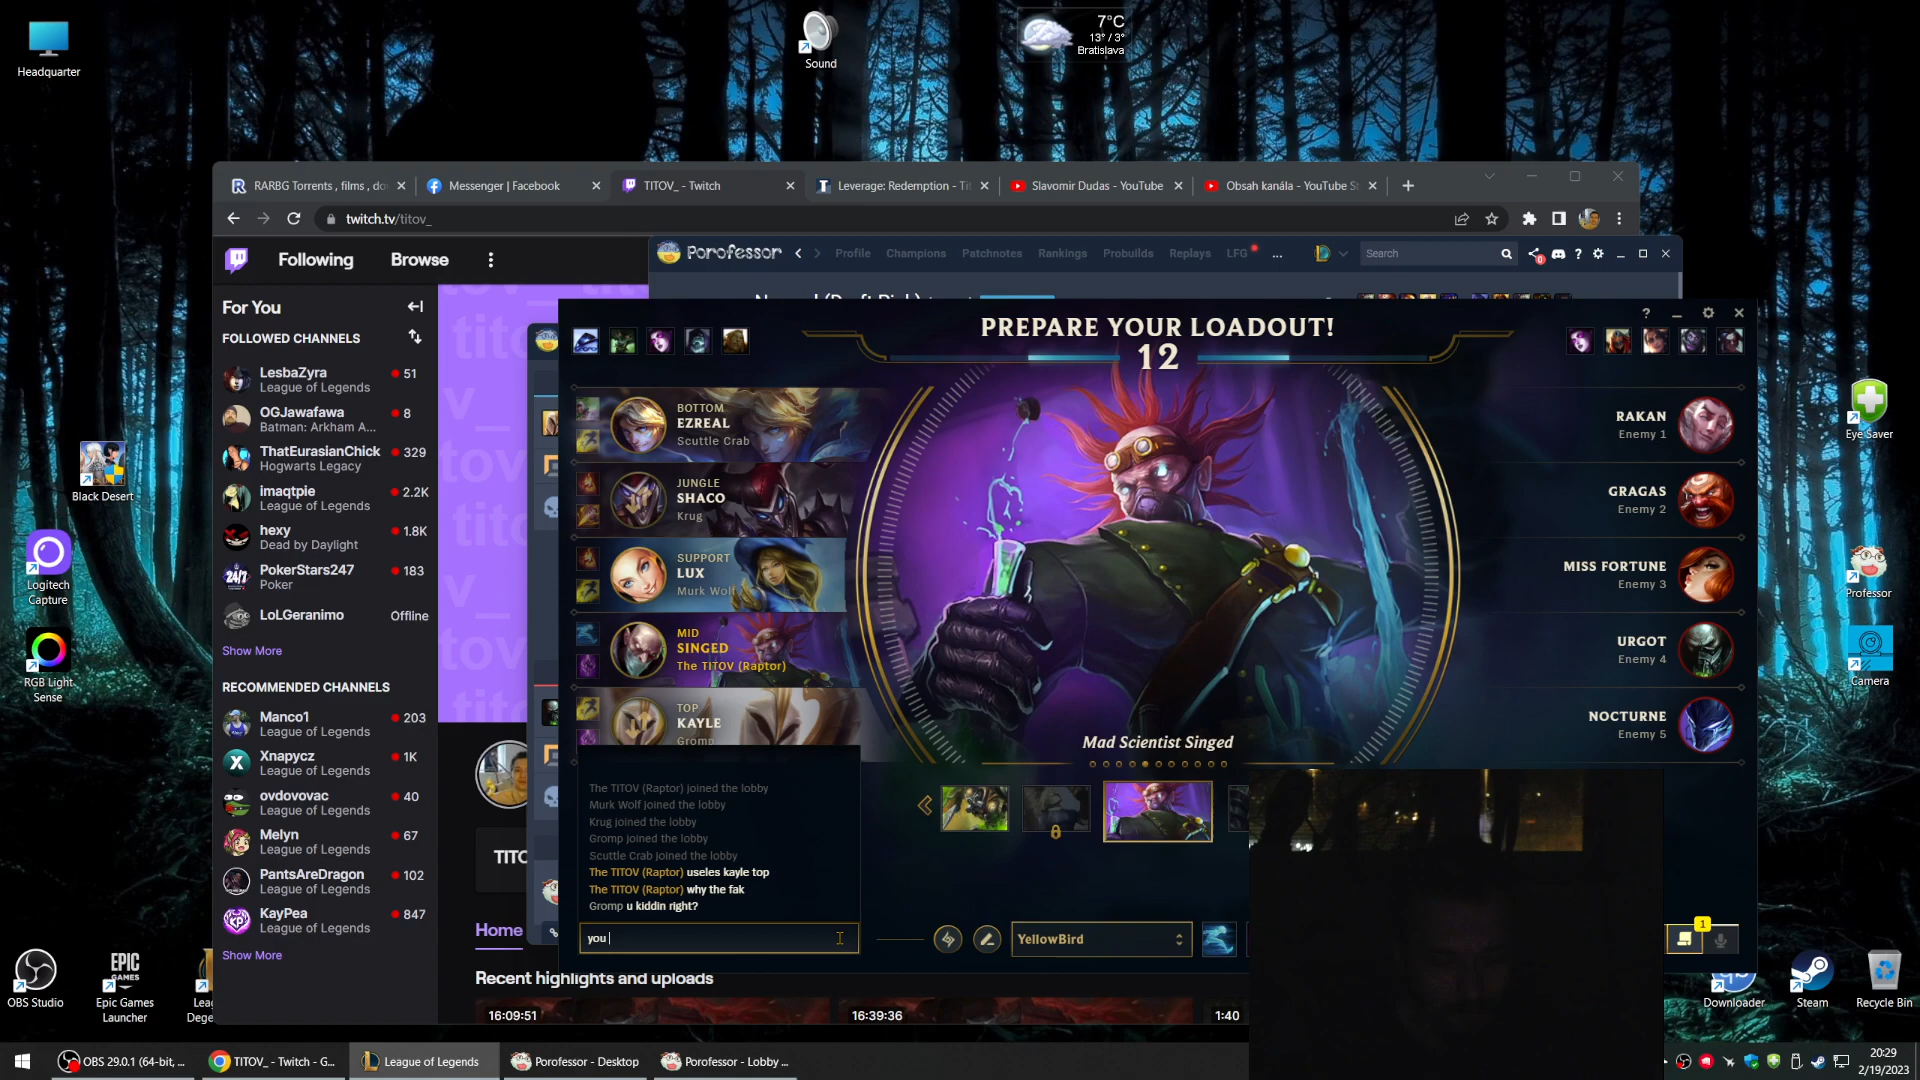 Headquarter
Sound
7°C
13° / 3°
Bratislava
RARBG Torrents , films , do
Messenger | Facebook
TITOV_ - Twitch
Leverage: Redemption - Ti
Slavomir Dudas - YouTube
Obsah kanála - YouTube S
twitch.tv/titov_
Following
Browse
Porofessor
Profile
Champions
Patchnotes
Rankings
Probuilds
Replays
LFG
...
Search
0
For You
FOLLOWED CHANNELS
LesbaZyra
51
League of Legends
OGJawafawa
8
Batman: Arkham A...
ThatEurasianChick
329
Hogwarts Legacy
imaqtpie
2.2K
League of Legends
hexy
1.8K
Dead by Daylight
PokerStars247
183
Poker
LoLGeranimo
Offline
Show More
RECOMMENDED CHANNELS
Manco1
203
League of Legends
Xnapycz
1K
League of Legends
ovdovovac
40
League of Legends
Melyn
67
League of Legends
PantsAreDragon
102
League of Legends
KayPea
847
League of Legends
Show More
PREPARE YOUR LOADOUT!
12
BOTTOM
EZREAL
Scuttle Crab
JUNGLE
SHACO
Krug
SUPPORT
LUX
Murk Wolf
MID
SINGED
The TITOV (Raptor)
TOP
KAYLE
Gromp
RAKAN
Enemy 1
GRAGAS
Enemy 2
MISS FORTUNE
Enemy 3
URGOT
Enemy 4
NOCTURNE
Enemy 5
Mad Scientist Singed
The TITOV (Raptor) joined the lobby
Murk Wolf joined the lobby
Krug joined the lobby
Gromp joined the lobby
Scuttle Crab joined the lobby
The TITOV (Raptor) useles kayle top
The TITOV (Raptor) why the fak
Gromp u kiddin right?
you
YellowBird
1
TITO
Home
Recent highlights and uploads
16:09:51
16:39:36
1:40
Black Desert
Logitech
Capture
RGB Light
Sense
OBS Studio
EPIC
GAMES
Epic Games
Launcher
Lea
Dege
Eye Saver
Professor
Camera
Downloader
Steam
Recycle Bin
OBS 29.0.1 (64-bit, ...
TITOV_ - Twitch - G...
League of Legends
Porofessor - Desktop
Porofessor - Lobby ...
20:29
2/19/2023